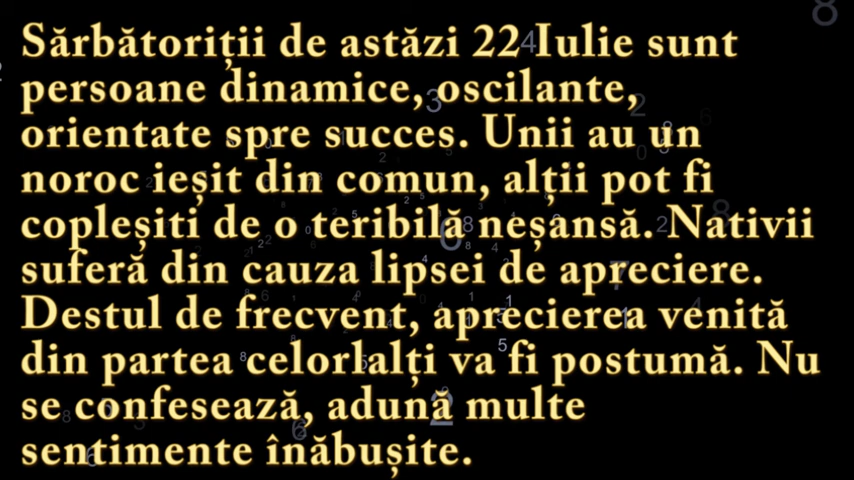 Sărbătoriții de astăzi 22 Iulie sunt
persoane dinamice, oscilante,
orientate spre succes. Unii au un
noroc ieșit din comun, alții pot fi
copleșiti de o teribilă neșansă. Nativii
suferă din cauza lipsei de apreciere.
Destul de frecvent, aprecierea venită
din partea celorlalți va fi postumă. Nu
se confesează, adună multe
sentimente înăbușite.